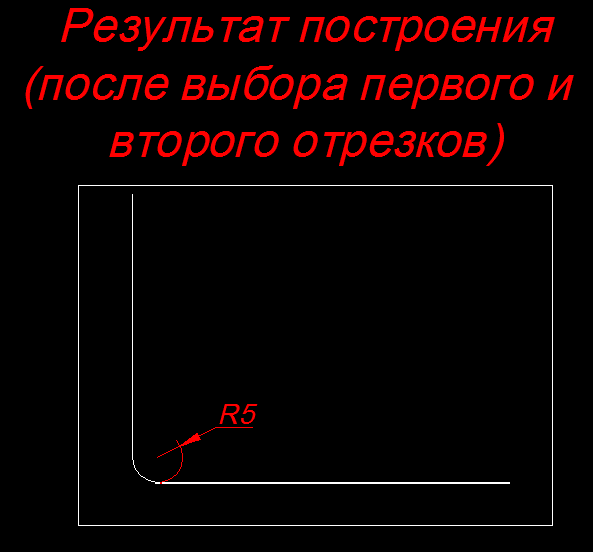 Результат построения
(после выбора первого и
второго отрезков)
R5